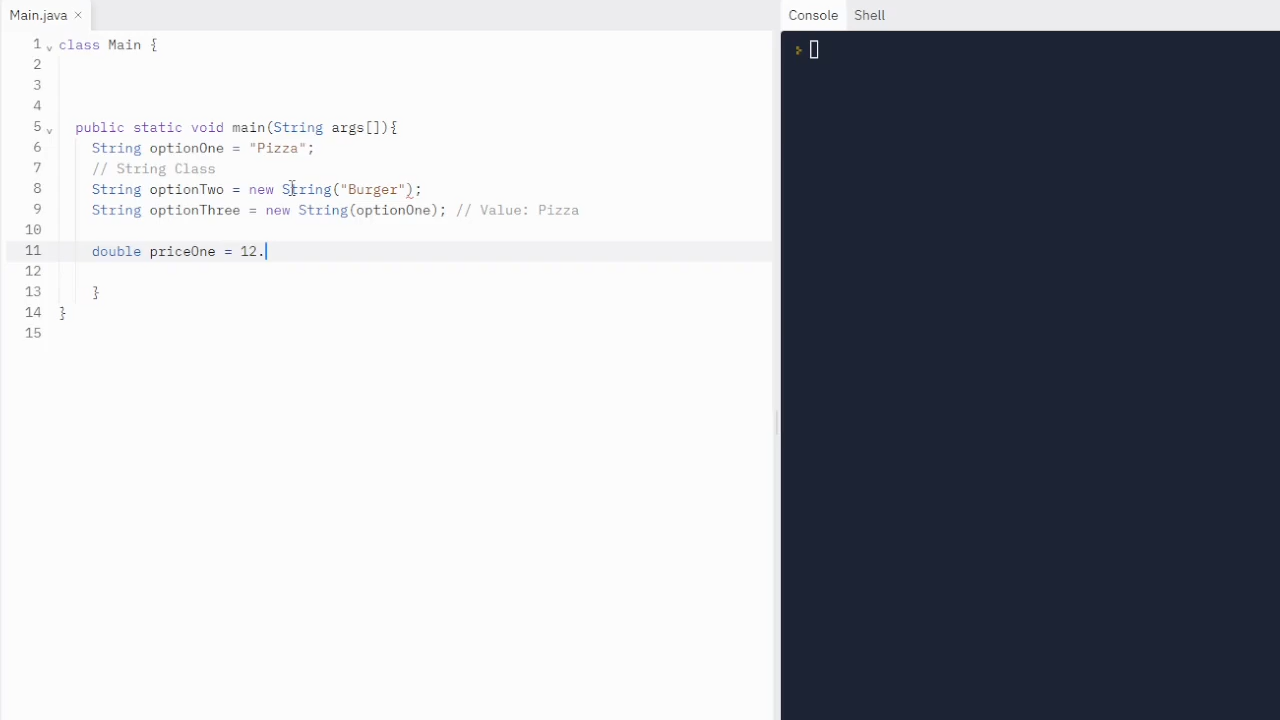 Main.java ×
Console Shell
1 class Main {
2
3
4
5 public static void main(String args[]){
6 String optionOne = "Pizza";
7 // String Class
8 String optionTwo = new String("Burger");
9 String optionThree = new String(optionOne); // Value: Pizza
10
11 double priceOne = 12.
12
13 }
14 }
15